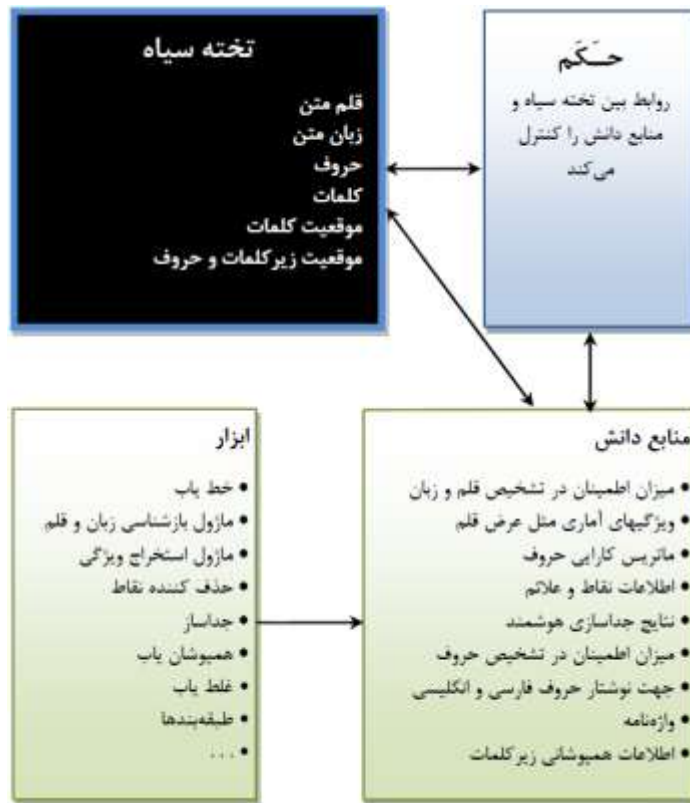 حَـکَم
روابط بین تخته سیاه و
منابع دانش را کنترل
می‌کند
تخته سیاه
قلم متن
زبان متن
حروف
کلمات
موقعیت کلمات
موقعیت زیرکلمات و حروف
منابع دانش
• میزان اطمینان در تشخیص قلم و زبان
• ویژگیهای آماری مثل عرض قلم
• ماتریس کارایی حروف
• اطلاعات نقاط و علائم
• نتایج جداسازی هوشمند
• میزان اطمینان در تشخیص حروف
• جهت نوشتار حروف فارسی و انگلیسی
• واژه‌نامه
• اطلاعات همپوشانی زیرکلمات
ابزار
• خط یاب
• ماژول بازشناسی زبان و قلم
• ماژول استخراج ویژگی
• حذف کننده نقاط
• جداساز
• همپوشان یاب
• غلط یاب
• طبقه‌بندها
• . . .